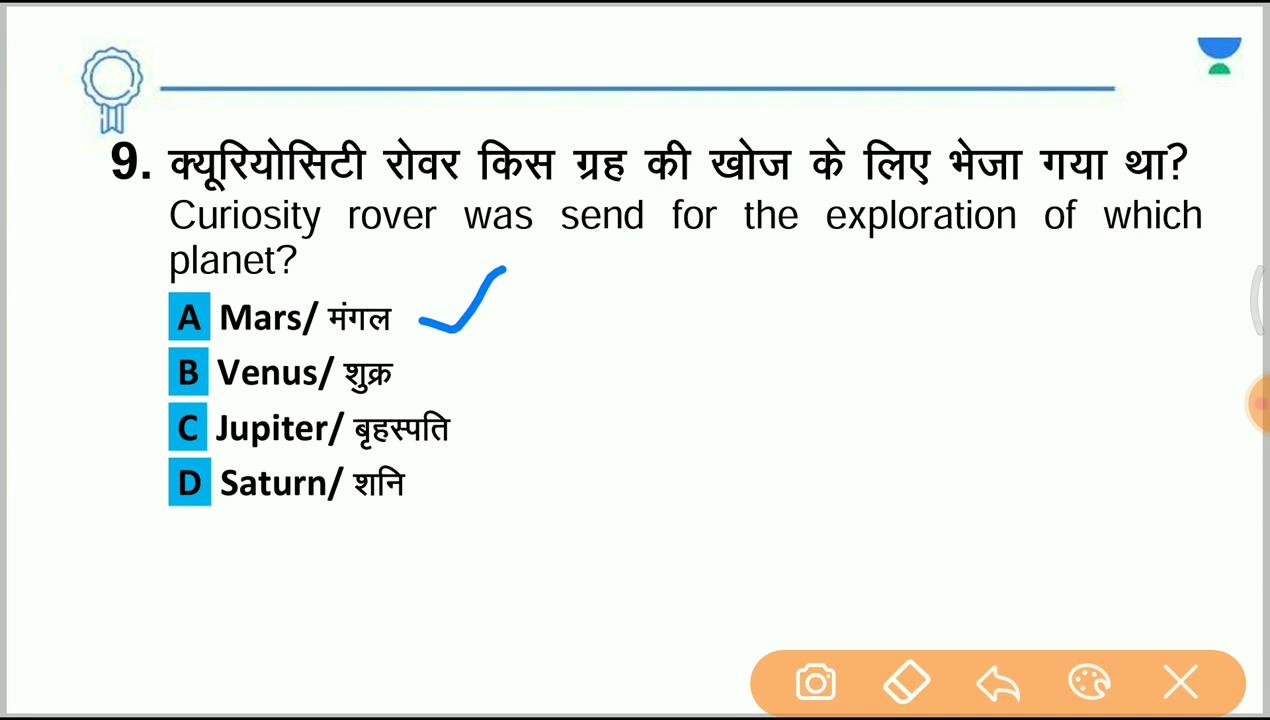 9. क्यूरियोसिटी रोवर किस ग्रह की खोज के लिए भेजा गया था?
Curiosity rover was send for the exploration of which
planet?
A Mars/ मंगल
B Venus/ शुक्र
C Jupiter/ बृहस्पति
D Saturn/ शनि